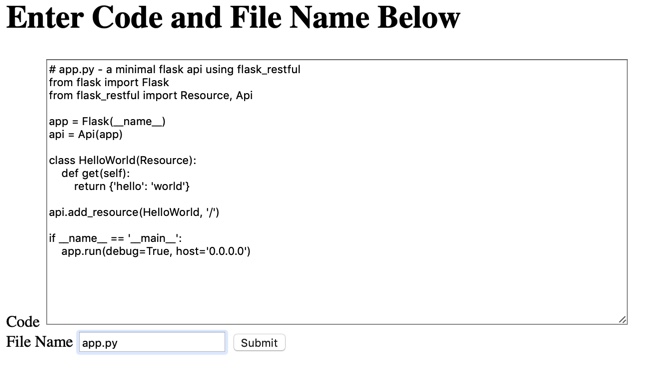 Enter Code and File Name Below
# app.py - a minimal flask api using flask_restful
from flask import Flask
from flask_restful import Resource, Api
app = Flask(__name__)
api = Api(app)
class HelloWorld(Resource):
def get(self):
return {'hello': 'world'}
api.add_resource(HelloWorld, '/')
if __name__ == '__main__':
app.run(debug=True, host='0.0.0.0')
Code
File Name app.py Submit